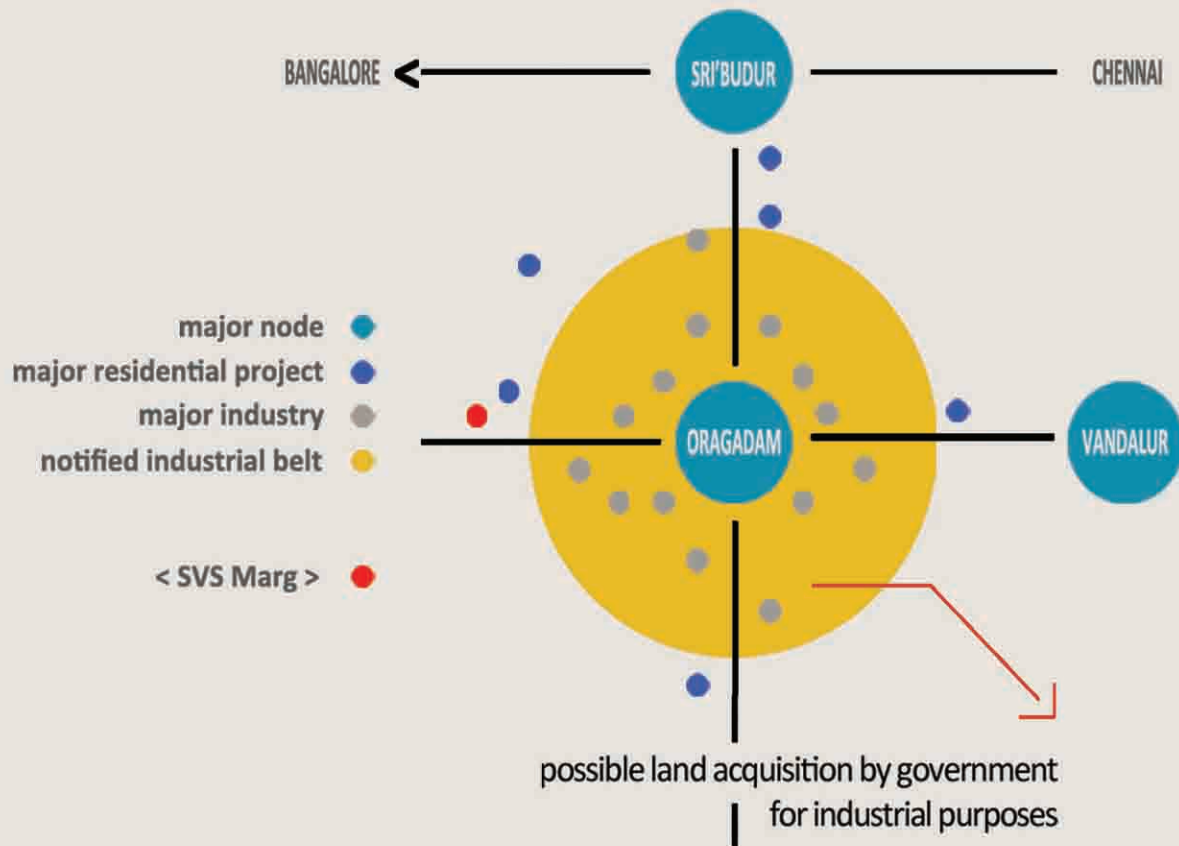 BANGALORE < SRI'BUDUR CHENNAI
major node
major residential project
major industry
notified industrial belt
< SVS Marg >
ORAGADAM
VANDALUR
possible land acquisition by government
for industrial purposes